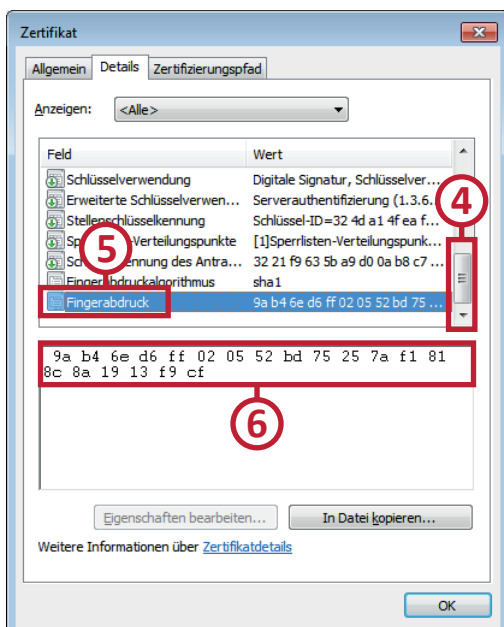 Zertifikat
Allgemein Details Zertifizierungspfad
Anzeigen: <Alle>
Feld Wert
Schlüsselverwendung Digitale Signatur, Schlüsselver...
Erweiterte Schlüsselverwen... Serverauthentifizierung (1.3.6.
4
Stellenschlüsselkennung Schlüssel-ID=32 4d a1 4f ea f...
5
-Verteilungspunkte [1]Sperrlisten-Verteilungspunk...
des Antra... 32 21 f9 63 5b a9 d0 0a b8 c7 ...
Fingerabdruckalgorithmus sha1
Fingerabdruck 9a b4 6e d6 ff 02 05 52 bd 75 ...
9a b4 6e d6 ff 02 05 52 bd 75 25 7a f1 81
8c 8a 19 13 f9 cf
6
Eigenschaften bearbeiten... In Datei kopieren...
Weitere Informationen über Zertifikatdetails
OK